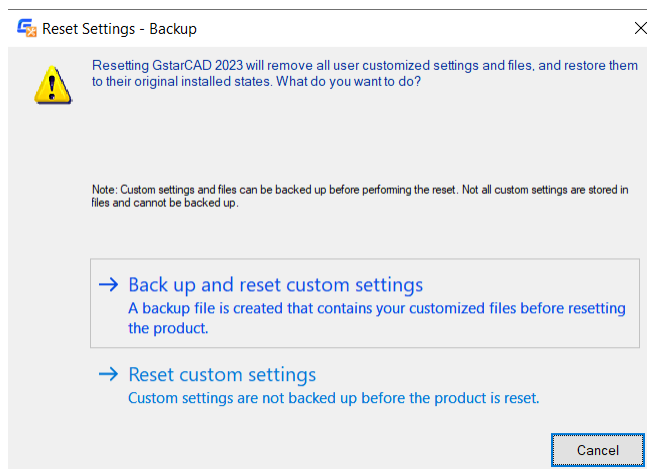 Reset Settings - Backup
Resetting GstarCAD 2023 will remove all user customized settings and files, and restore them
to their original installed states. What do you want to do?
Note: Custom settings and files can be backed up before performing the reset. Not all custom settings are stored in
files and cannot be backed up.
Back up and reset custom settings
A backup file is created that contains your customized files before resetting
the product.
Reset custom settings
Custom settings are not backed up before the product is reset.
Cancel